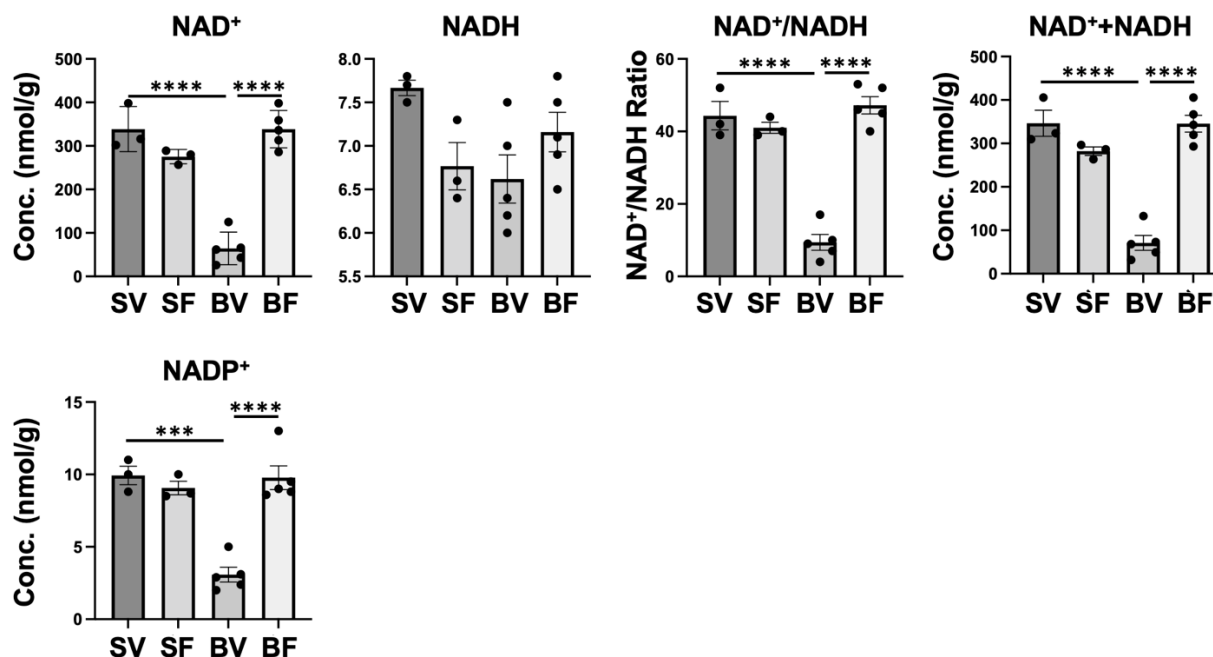 NAD⁺
Conc. (nmol/g)
500
400
300
200
100
0
****
****
SV SF BV BF
NADH
8.0
7.5
7.0
6.5
6.0
5.5
SV SF BV BF
NAD⁺/NADH
NAD⁺/NADH Ratio
60
40
20
0
****
****
SV SF BV BF
NAD⁺+NADH
Conc. (nmol/g)
500
400
300
200
100
0
****
****
SV SF BV BF
NADP⁺
Conc. (nmol/g)
15
10
5
0
***
****
SV SF BV BF